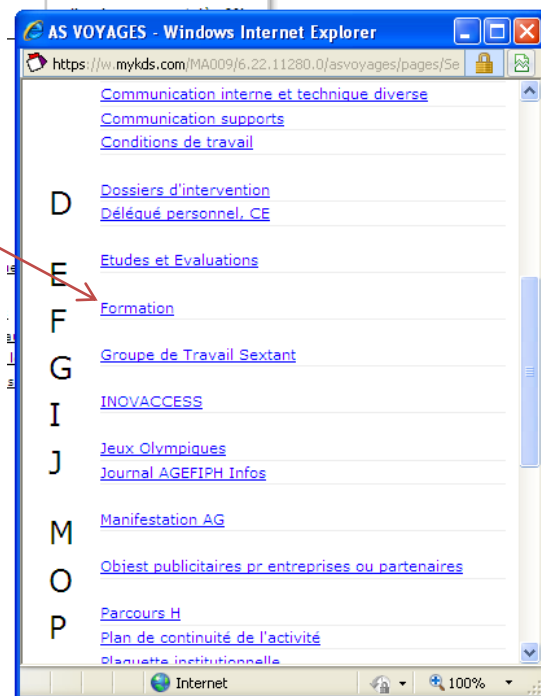 AS VOYAGES - Windows Internet Explorer
https://w.mykds.com/MA009/6.22.11280.0/asvoyages/pages/Se
Communication interne et technique diverse
Communication supports
Conditions de travail
D
Dossiers d'intervention
Délégué personnel, CE
E
Etudes et Evaluations
F
Formation
G
Groupe de Travail Sextant
I
INOVACCESS
J
Jeux Olympiques
Journal AGEFIPH Infos
M
Manifestation AG
O
Objest publicitaires pr entreprises ou partenaires
P
Parcours H
Plan de continuité de l'activité
Plaquette institutionnelle
Internet
100%